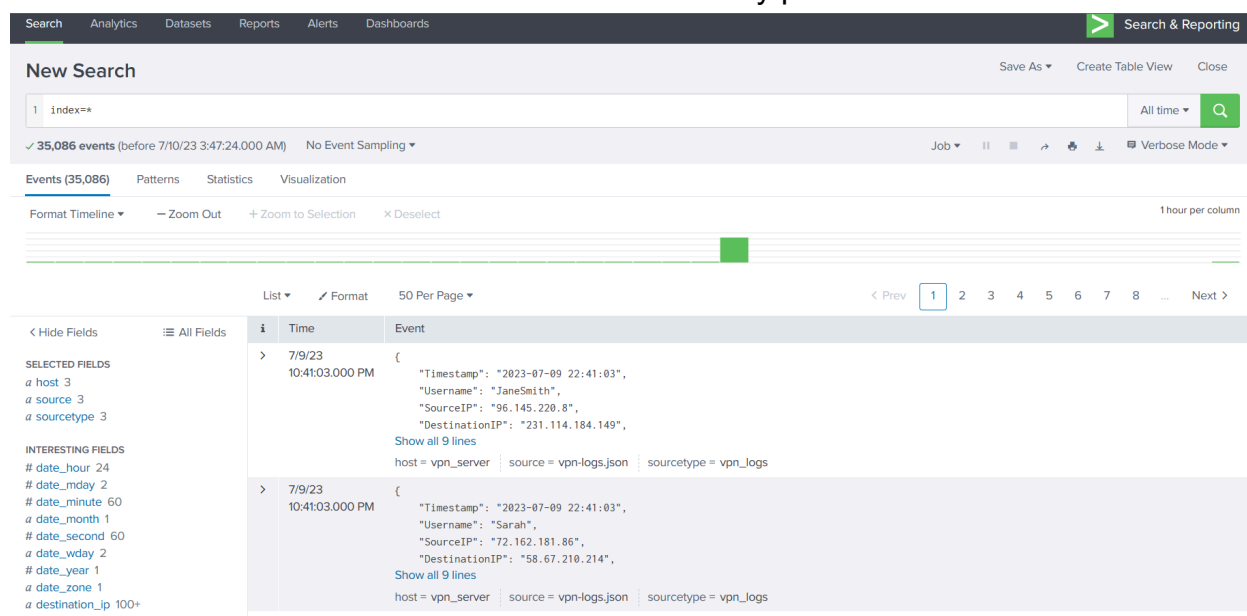 Search Analytics Datasets Reports Alerts Dashboards > Search & Reporting
New Search Save As ▾ Create Table View Close
1 index=* All time ▾
✓ 35,086 events (before 7/10/23 3:47:24.000 AM) No Event Sampling ▾ Job ▾ Verbose Mode ▾
Events (35,086) Patterns Statistics Visualization
Format Timeline ▾ — Zoom Out + Zoom to Selection × Deselect 1 hour per column
List ▾ Format 50 Per Page ▾ < Prev 1 2 3 4 5 6 7 8 ... Next >
< Hide Fields All Fields i Time Event
SELECTED FIELDS
a host 3
a source 3
a sourcetype 3
INTERESTING FIELDS
# date_hour 24
# date_mday 2
# date_minute 60
a date_month 1
# date_second 60
a date_wday 2
# date_year 1
a date_zone 1
a destination_ip 100+
> 7/9/23 {
10:41:03.000 PM "Timestamp": "2023-07-09 22:41:03",
"Username": "JaneSmith",
"SourceIP": "96.145.220.8",
"DestinationIP": "231.114.184.149",
Show all 9 lines
host = vpn_server source = vpn-logs.json sourcetype = vpn_logs
> 7/9/23 {
10:41:03.000 PM "Timestamp": "2023-07-09 22:41:03",
"Username": "Sarah",
"SourceIP": "72.162.181.86",
"DestinationIP": "58.67.210.214",
Show all 9 lines
host = vpn_server source = vpn-logs.json sourcetype = vpn_logs